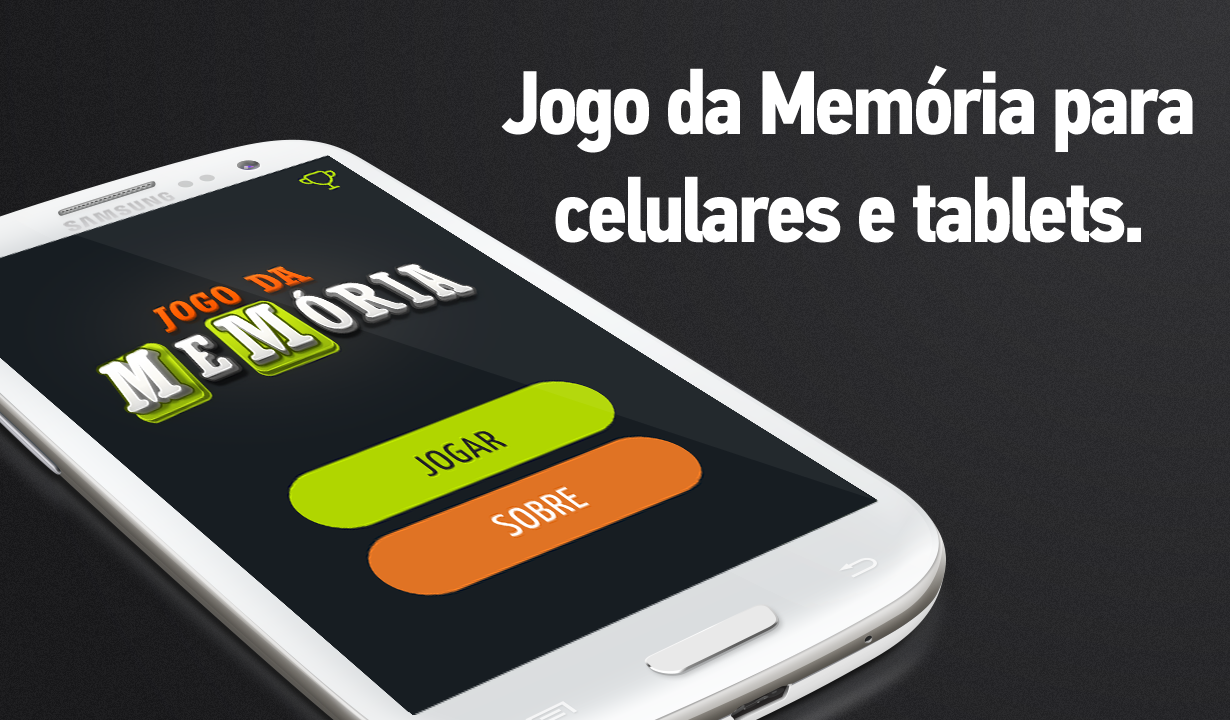 Jogo da Memória para
celulares e tablets.
SAMSUNG
JOGO DA
MEMÓRIA
JOGAR
SOBRE